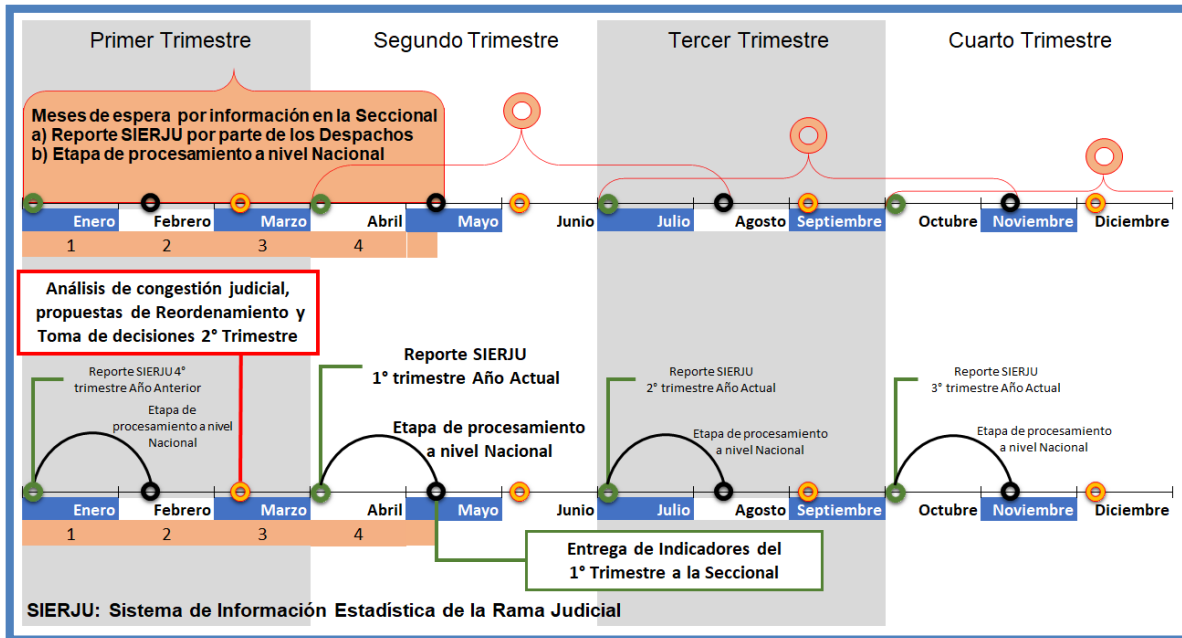 Primer Trimestre
Segundo Trimestre
Tercer Trimestre
Cuarto Trimestre
Meses de espera por información en la Seccional
a) Reporte SIERJU por parte de los Despachos
b) Etapa de procesamiento a nivel Nacional
Enero
Febrero
Marzo
Abril
Mayo
Junio
Julio
Agosto
Septiembre
Octubre
Noviembre
Diciembre
1
2
3
4
Análisis de congestión judicial,
propuestas de Reordenamiento y
Toma de decisiones 2° Trimestre
Reporte SIERJU 4°
trimestre Año Anterior
Etapa de
procesamiento a nivel
Nacional
Reporte SIERJU
1° trimestre Año Actual
Etapa de procesamiento
a nivel Nacional
Reporte SIERJU
2° trimestre Año Actual
Etapa de procesamiento
a nivel Nacional
Reporte SIERJU
3° trimestre Año Actual
Etapa de procesamiento
a nivel Nacional
Enero
Febrero
Marzo
Abril
Mayo
Junio
Julio
Agosto
Septiembre
Octubre
Noviembre
Diciembre
1
2
3
4
Entrega de Indicadores del
1° Trimestre a la Seccional
SIERJU: Sistema de Información Estadística de la Rama Judicial